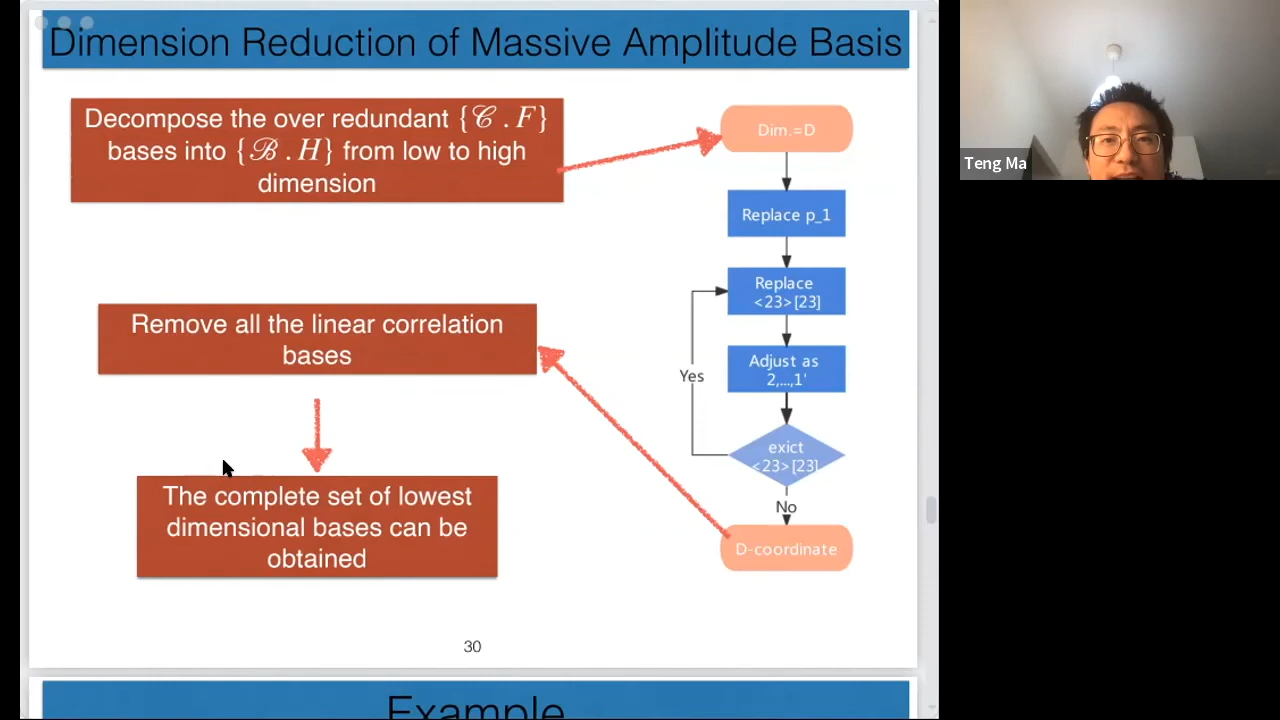 Dimension Reduction of Massive Amplitude Basis
Decompose the over redundant {𝒞 . F}
bases into {ℬ . H} from low to high
dimension
Remove all the linear correlation
bases
The complete set of lowest
dimensional bases can be
obtained
Dim.=D
Replace p_1
Replace
<23>[23]
Adjust as
2,...,1'
Yes
exict
<23>[23]
No
D-coordinate
30
Example
Teng Ma